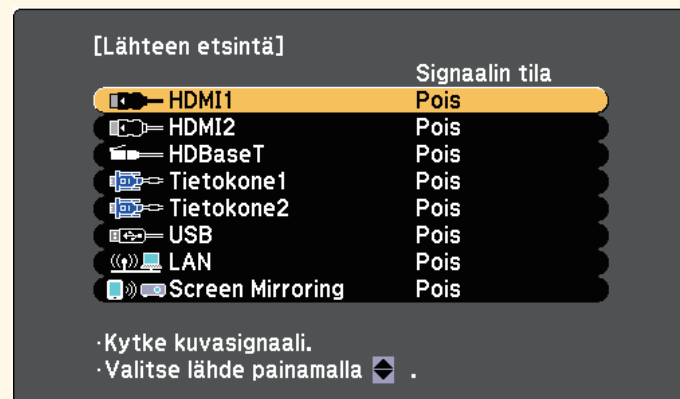 [Lähteen etsintä]
Signaalin tila
HDMI1 Pois
HDMI2 Pois
HDBaseT Pois
Tietokone1 Pois
Tietokone2 Pois
USB Pois
LAN Pois
Screen Mirroring Pois
·Kytke kuvasignaali.
·Valitse lähde painamalla .